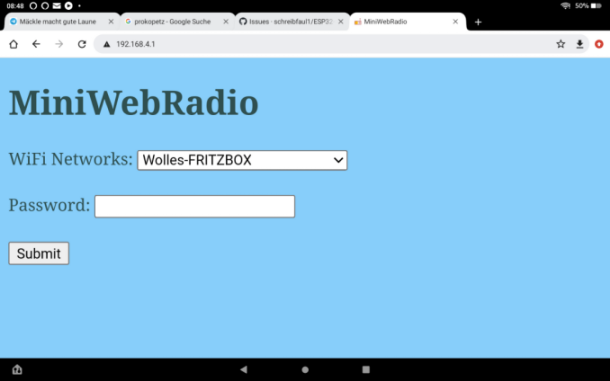 08:48
50%
Mäckle macht gute Laune
prokopetz - Google Suche
Issues · schreibfaul1/ESP32
MiniWebRadio
192.168.4.1
MiniWebRadio
WiFi Networks: Wolles-FRITZBOX
Password:
Submit